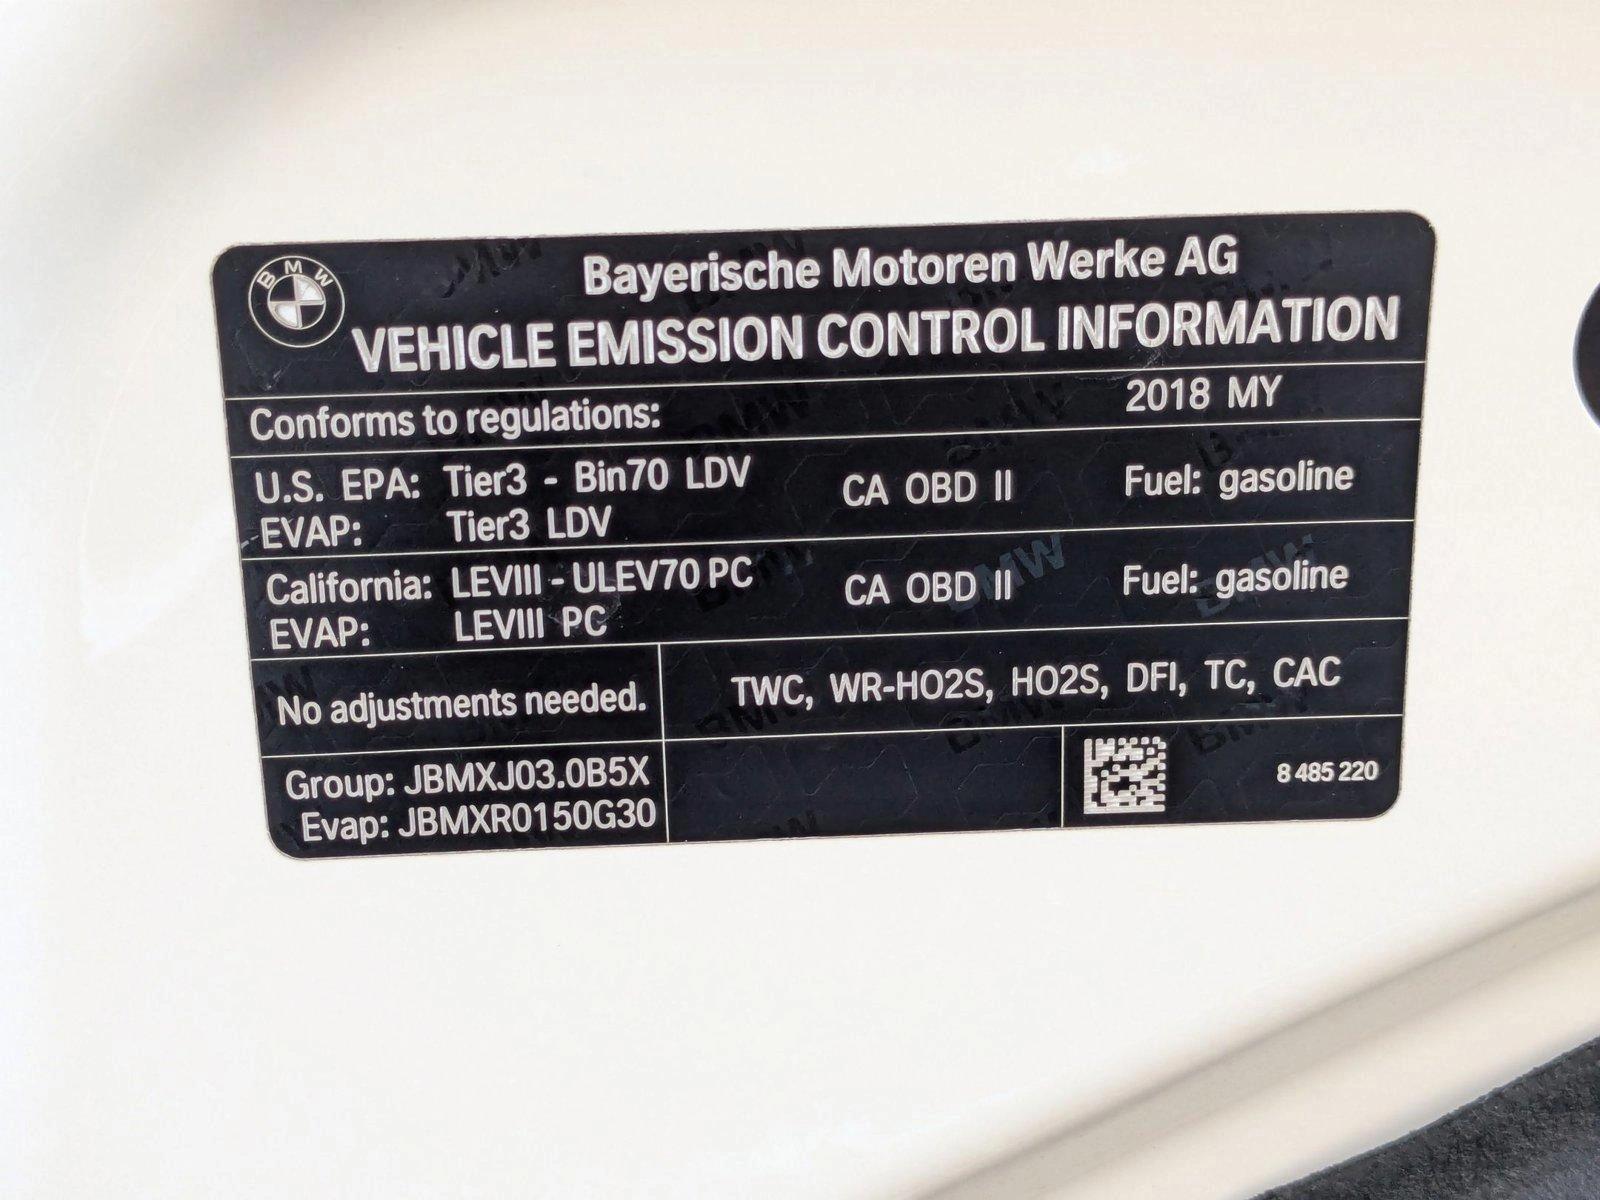 BMW
Bayerische Motoren Werke AG
VEHICLE EMISSION CONTROL INFORMATION
Conforms to regulations: 2018 MY
U.S. EPA: Tier3 - Bin70 LDV CA OBD II Fuel: gasoline
EVAP: Tier3 LDV
California: LEVIII - ULEV70 PC CA OBD II Fuel: gasoline
EVAP: LEVIII PC
No adjustments needed. TWC, WR-HO2S, HO2S, DFI, TC, CAC
Group: JBMXJ03.0B5X
Evap: JBMXR0150G30
8 485 220